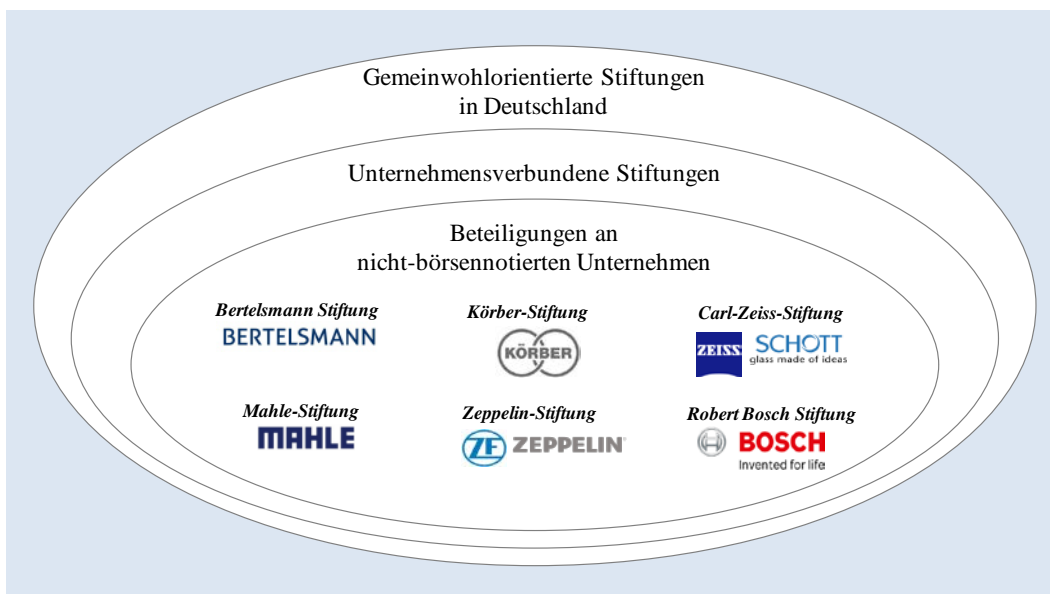 Gemeinwohlorientierte Stiftungen
in Deutschland
Unternehmensverbundene Stiftungen
Beteiligungen an
nicht-börsennotierten Unternehmen
Bertelsmann Stiftung
BERTELSMANN
Körber-Stiftung
KÖRBER
Carl-Zeiss-Stiftung
ZEISS SCHOTT
glass made of ideas
Mahle-Stiftung
MAHLE
Zeppelin-Stiftung
ZF ZEPPELIN
Robert Bosch Stiftung
BOSCH
Invented for life